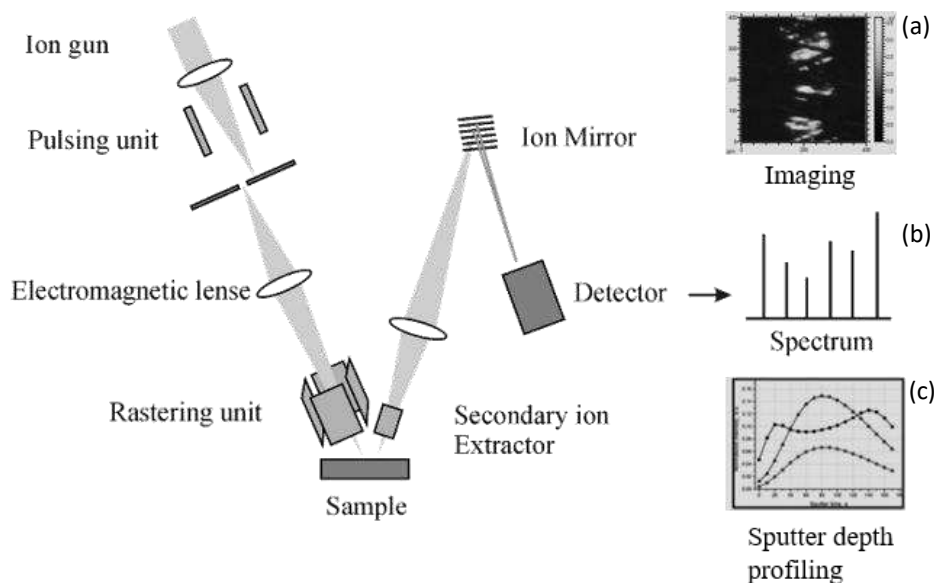 Ion gun
Pulsing unit
Electromagnetic lense
Rastering unit
Sample
Secondary ion
Extractor
Ion Mirror
Detector
(a)
Imaging
(b)
Spectrum
(c)
Sputter depth
profiling